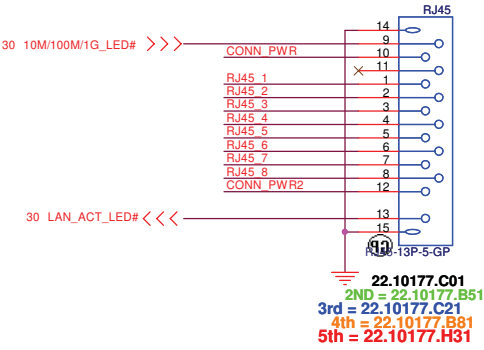 RJ45
14
30 10M/100M/1G_LED# 9
CONN_PWR 10
11
RJ45_1 1
RJ45_2 2
RJ45_3 3
RJ45_4 4
RJ45_5 5
RJ45_6 6
RJ45_7 7
RJ45_8 8
CONN_PWR2 12
30 LAN_ACT_LED# 13
15
GP
RJ45-13P-5-GP
22.10177.C01
2ND = 22.10177.B51
3rd = 22.10177.C21
4th = 22.10177.B81
5th = 22.10177.H31